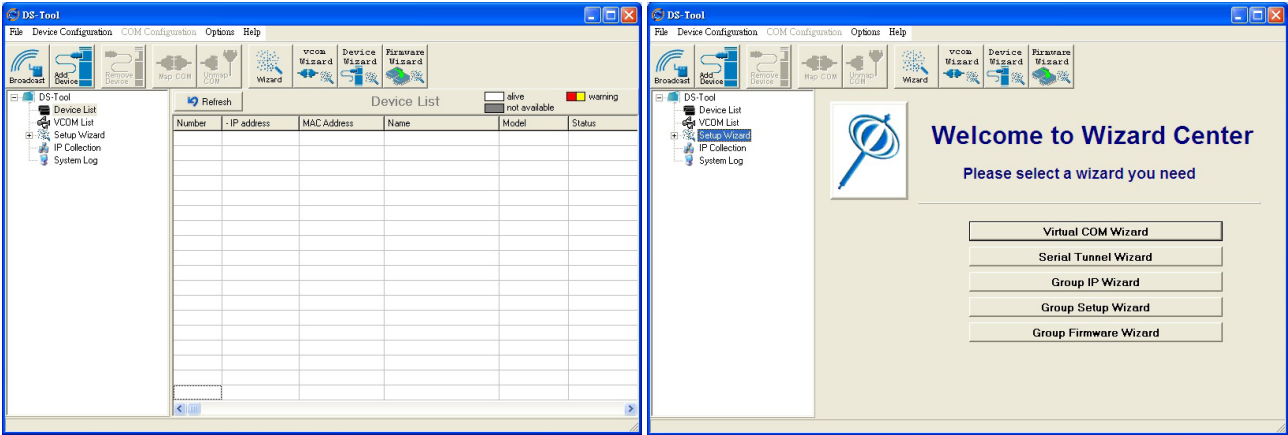 DS-Tool
File Device Configuration COM Configuration Options Help
Broadcast Add Device Remove Device Map COM Unmap COM Wizard vcom Wizard Device Wizard Firmware Wizard
DS-Tool
Device List
VCOM List
Setup Wizard
IP Collection
System Log
Refresh Device List alive not available warning
Number - IP address MAC Address Name Model Status
DS-Tool
File Device Configuration COM Configuration Options Help
Broadcast Add Device Remove Device Map COM Unmap COM Wizard vcom Wizard Device Wizard Firmware Wizard
DS-Tool
Device List
VCOM List
Setup Wizard
IP Collection
System Log
Welcome to Wizard Center
Please select a wizard you need
Virtual COM Wizard
Serial Tunnel Wizard
Group IP Wizard
Group Setup Wizard
Group Firmware Wizard